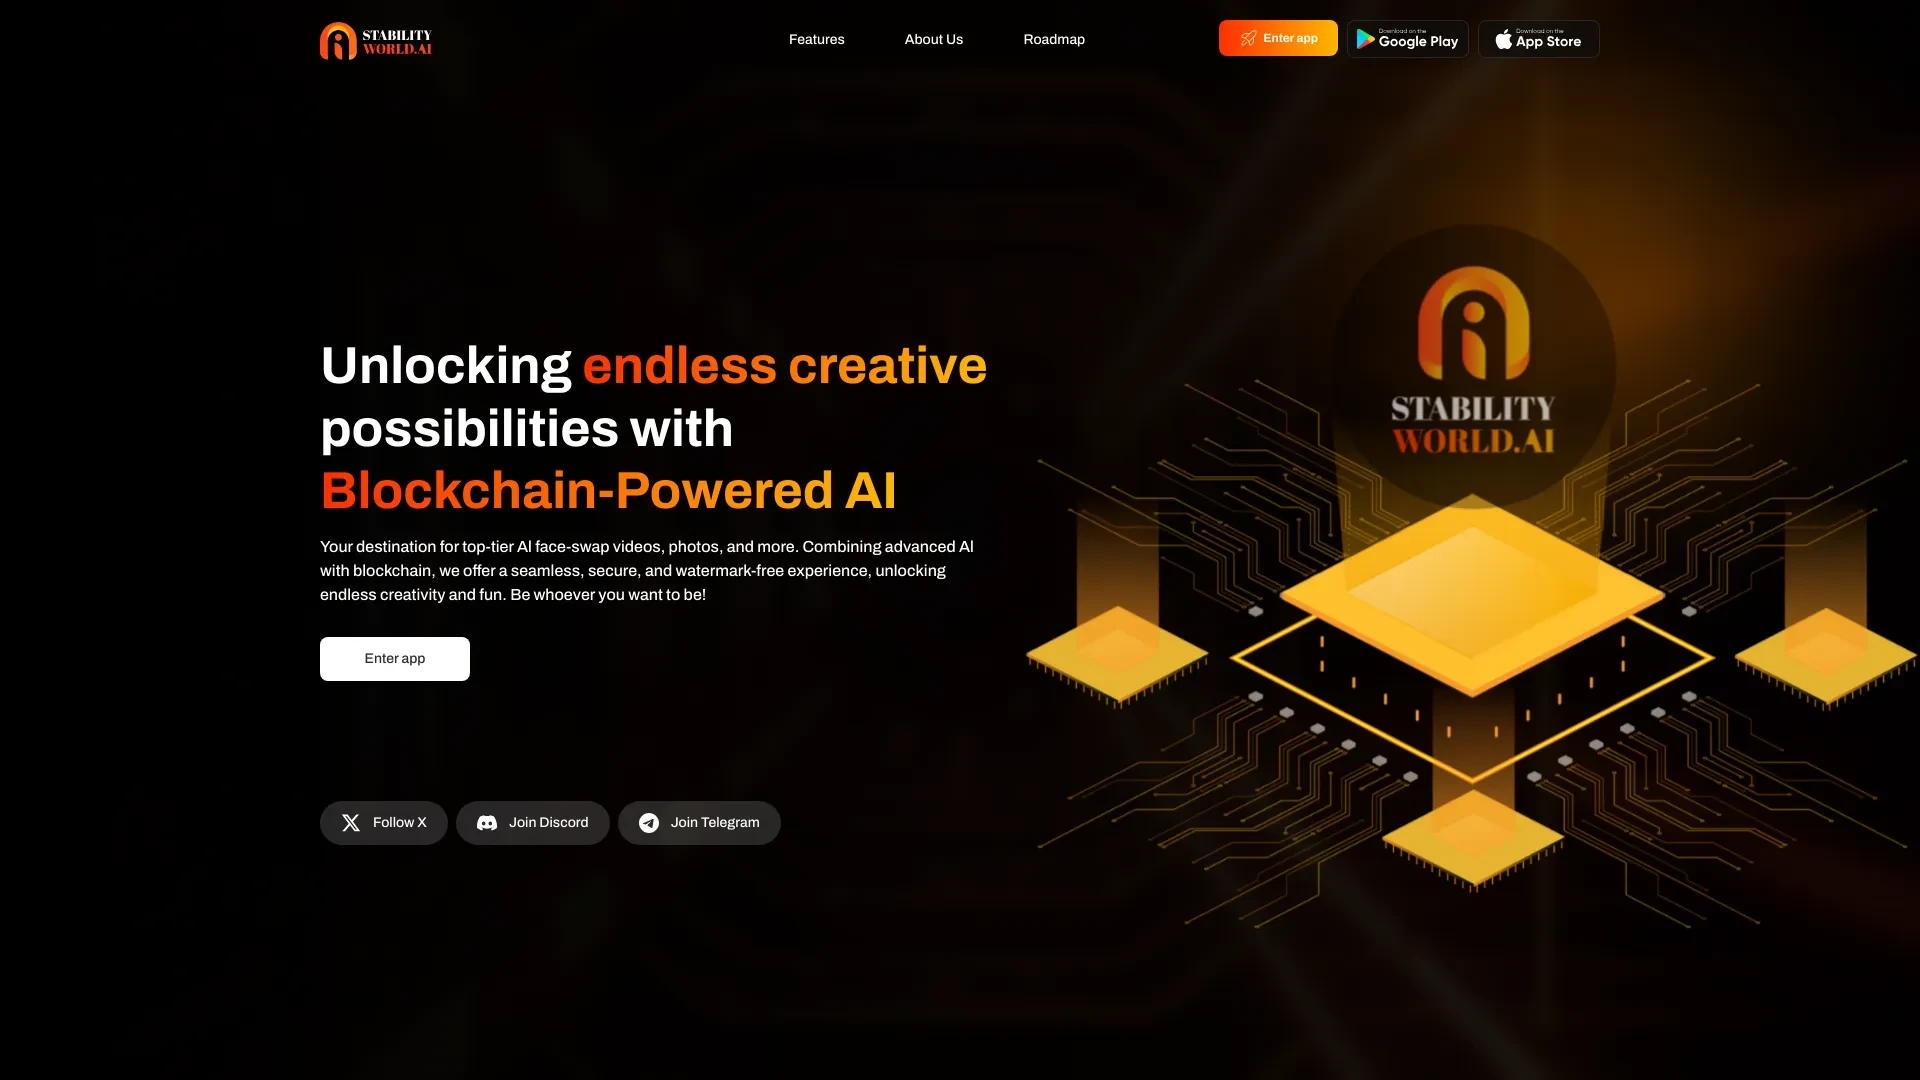 STABILITY
WORLD.AI
Features
About Us
Roadmap
Enter app
Download on the
Google Play
Download on the
App Store
Unlocking endless creative
possibilities with
Blockchain-Powered AI
Your destination for top-tier AI face-swap videos, photos, and more. Combining advanced AI
with blockchain, we offer a seamless, secure, and watermark-free experience, unlocking
endless creativity and fun. Be whoever you want to be!
Enter app
Follow X
Join Discord
Join Telegram
STABILITY
WORLD.AI